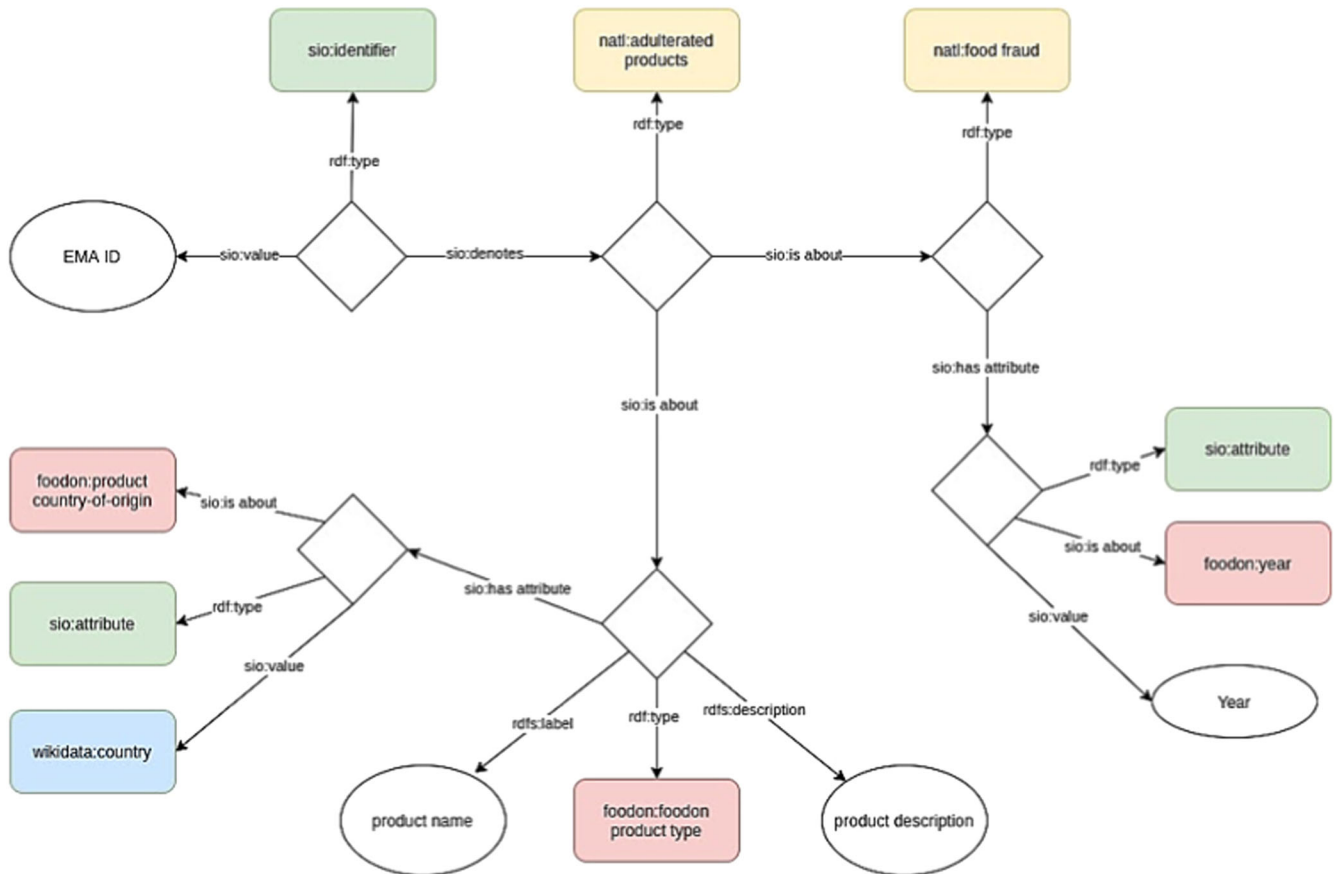 sio:identifier
natl:adulterated
products
natl:food fraud
rdf:type
rdf:type
rdf:type
EMA ID
sio:value
sio:denotes
sio:is about
sio:has attribute
sio:is about
sio:attribute
rdf:type
foodon:product
country-of-origin
sio:is about
sio:is about
foodon:year
sio:has attribute
rdf:type
sio:attribute
sio:value
sio:value
Year
rdfs:label
rdf:type
rdfs:description
wikidata:country
product name
foodon:foodon
product type
product description